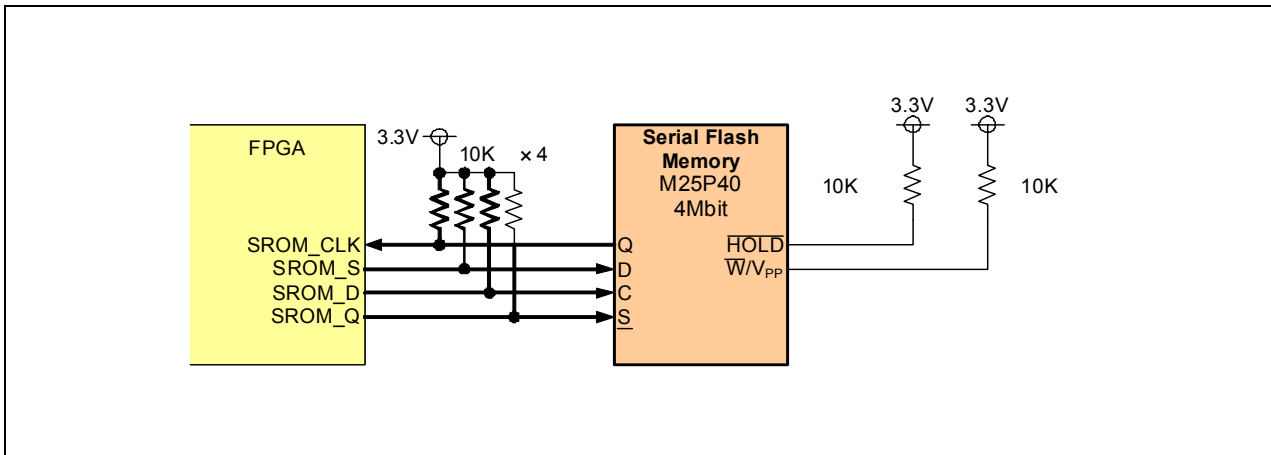 FPGA
3.3V
10K × 4
SROM_CLK
SROM_S
SROM_D
SROM_Q
Serial Flash
Memory
M25P40
4Mbit
Q
D
C
S
HOLD
W/VPP
3.3V 3.3V
10K 10K